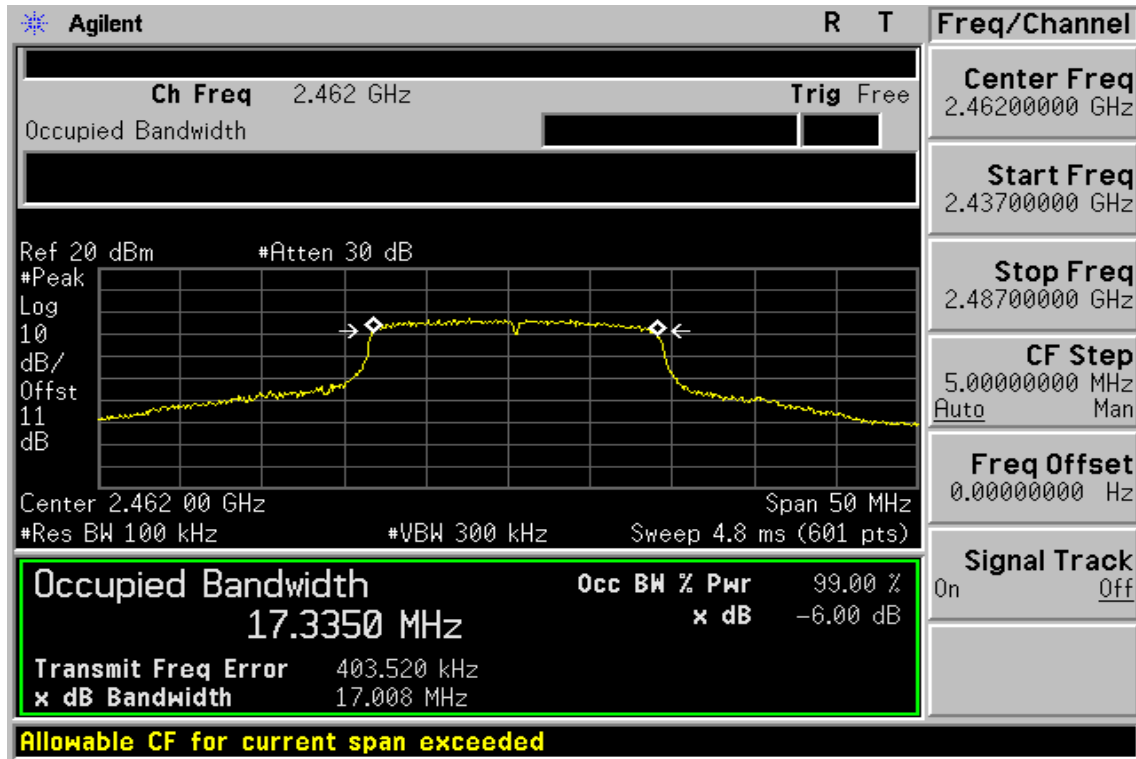 Agilent R T
Ch Freq 2.462 GHz Trig Free
Occupied Bandwidth
Ref 20 dBm #Atten 30 dB
#Peak
Log
10
dB/
Offst
11
dB
Center 2.462 00 GHz Span 50 MHz
#Res BW 100 kHz #VBW 300 kHz Sweep 4.8 ms (601 pts)
Occupied Bandwidth Occ BW % Pwr 99.00 %
17.3350 MHz x dB -6.00 dB
Transmit Freq Error 403.520 kHz
x dB Bandwidth 17.008 MHz
Allowable CF for current span exceeded
Freq/Channel
Center Freq
2.46200000 GHz
Start Freq
2.43700000 GHz
Stop Freq
2.48700000 GHz
CF Step
5.00000000 MHz
Auto Man
Freq Offset
0.00000000 Hz
Signal Track
On Off